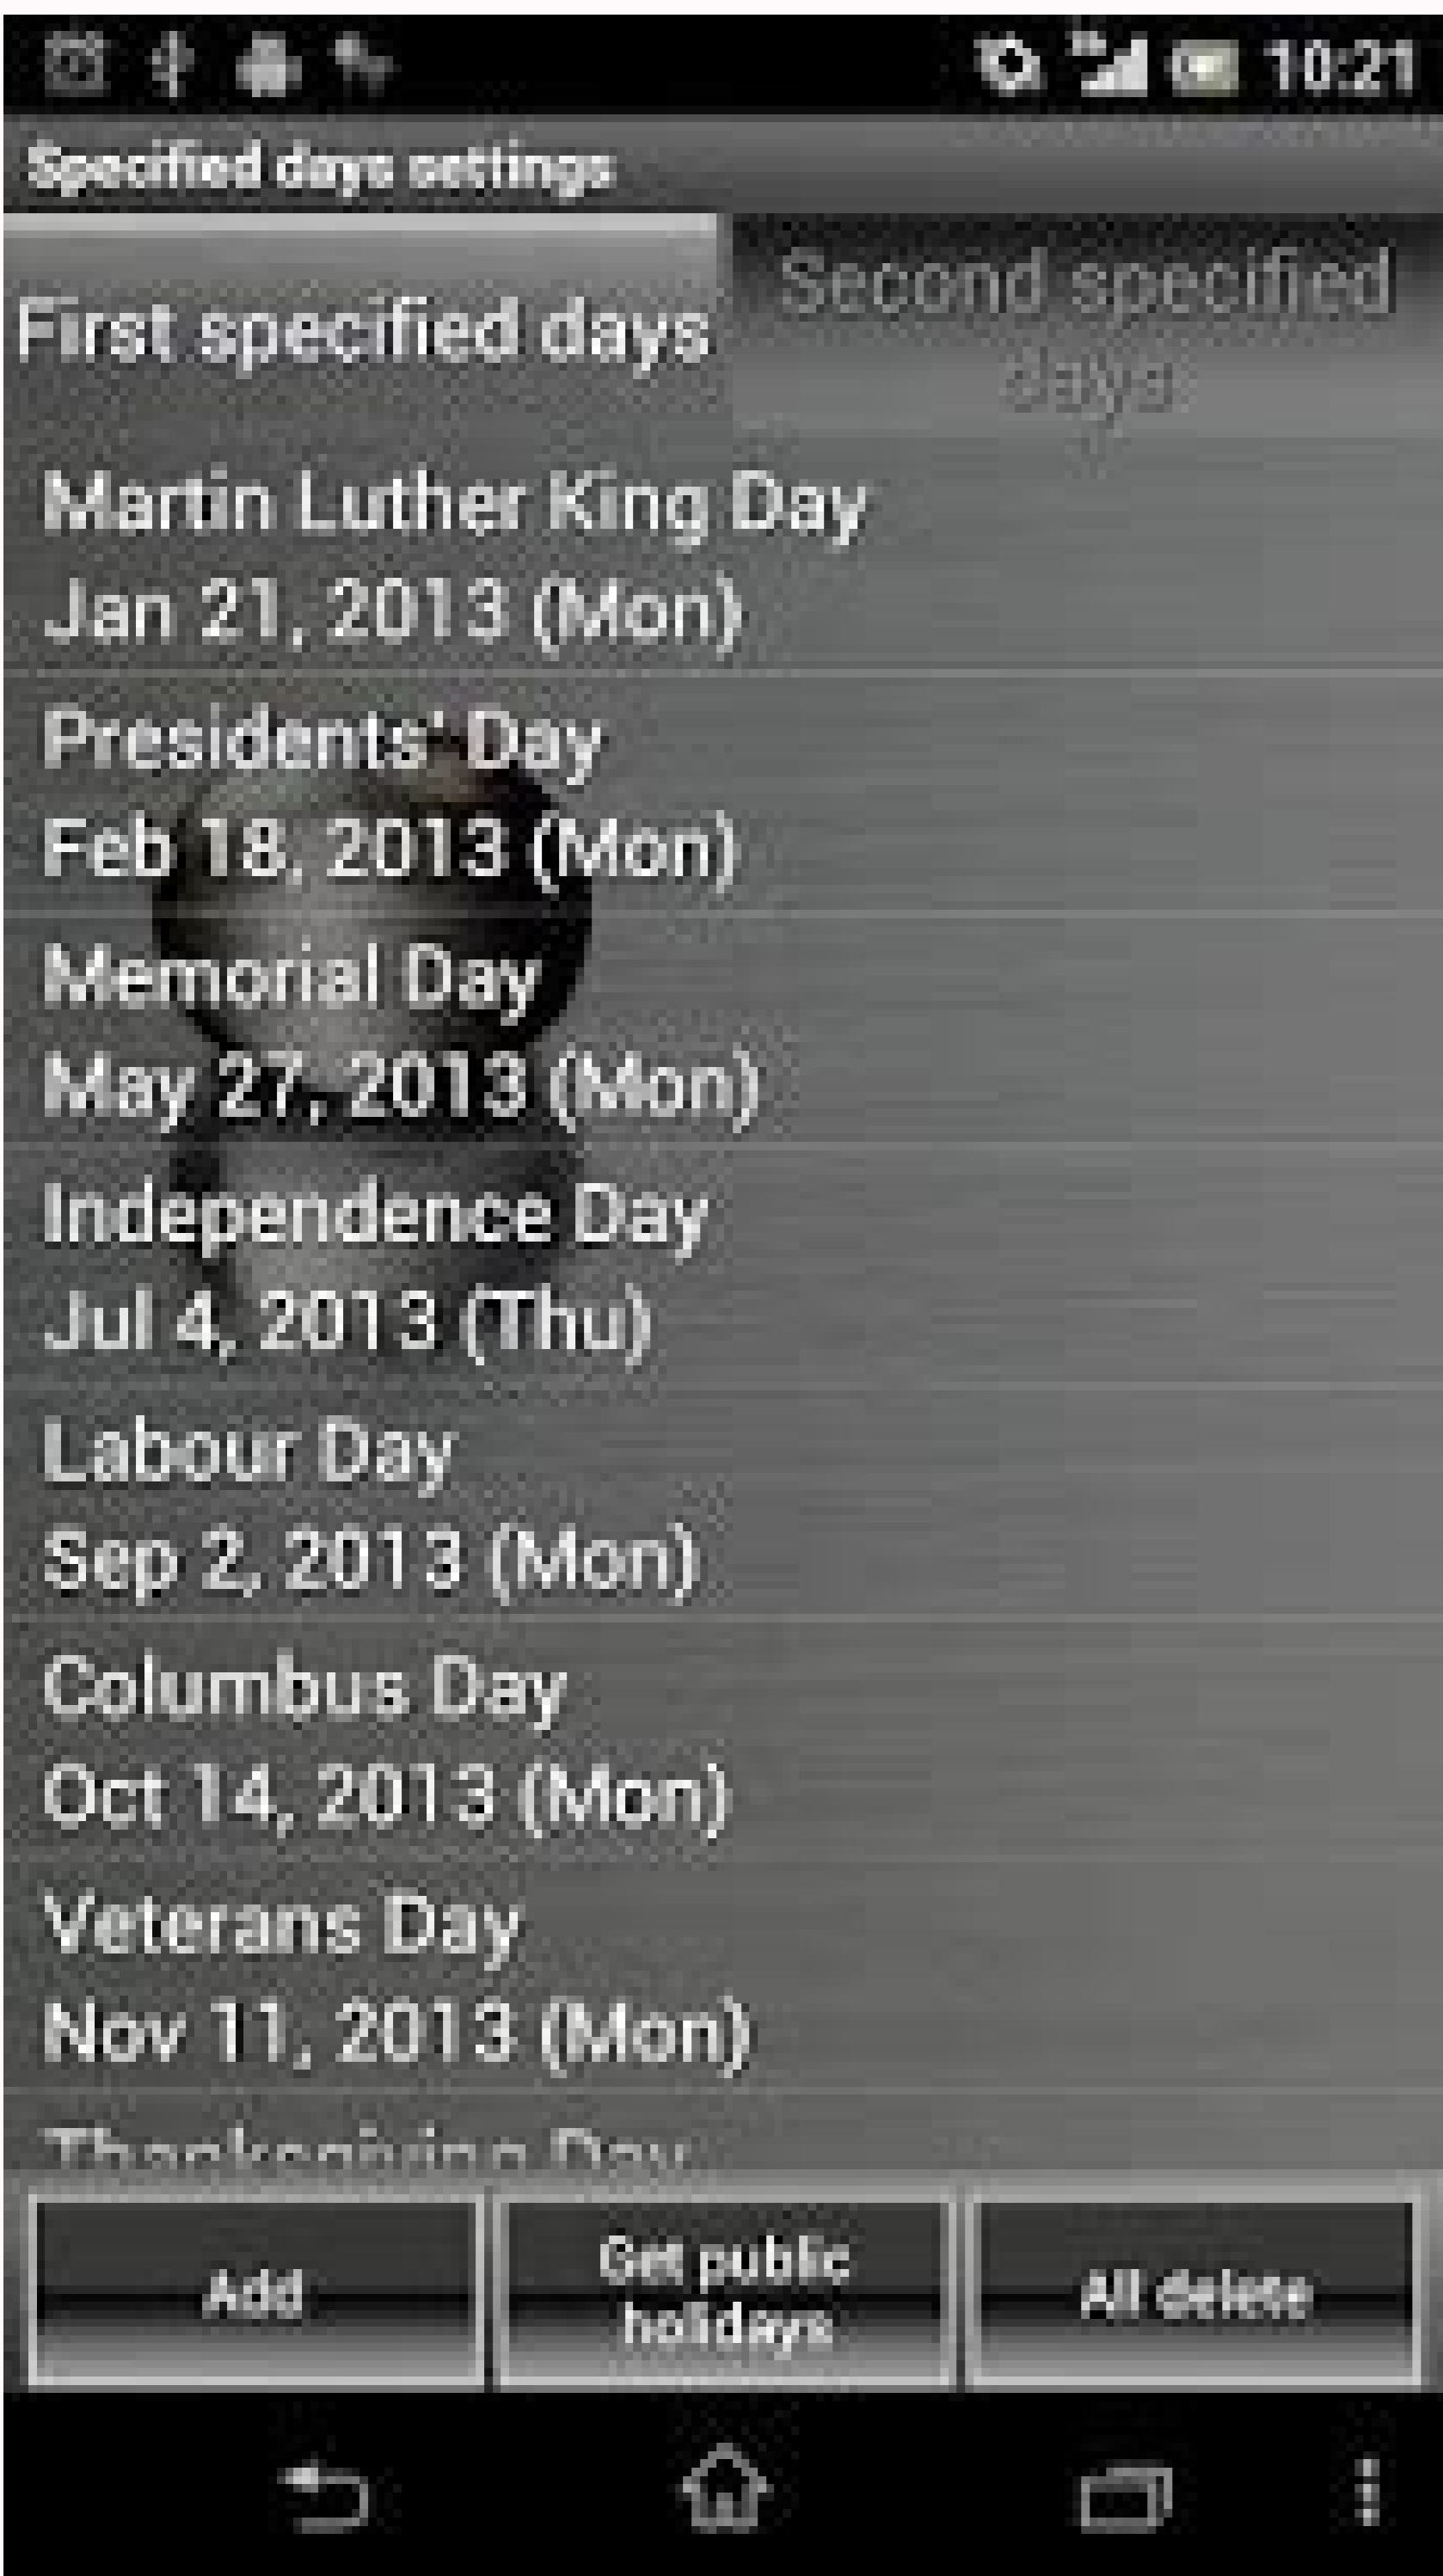 10:21
Specified days settings
First specified days
Second specified
days
Martin Luther King Day
Jan 21, 2013 (Mon)
Presidents' Day
Feb 18, 2013 (Mon)
Memorial Day
May 27, 2013 (Mon)
Independence Day
Jul 4, 2013 (Thu)
Labour Day
Sep 2, 2013 (Mon)
Columbus Day
Oct 14, 2013 (Mon)
Veterans Day
Nov 11, 2013 (Mon)
Thanksgiving Day
Add
Get public
holidays
All delete